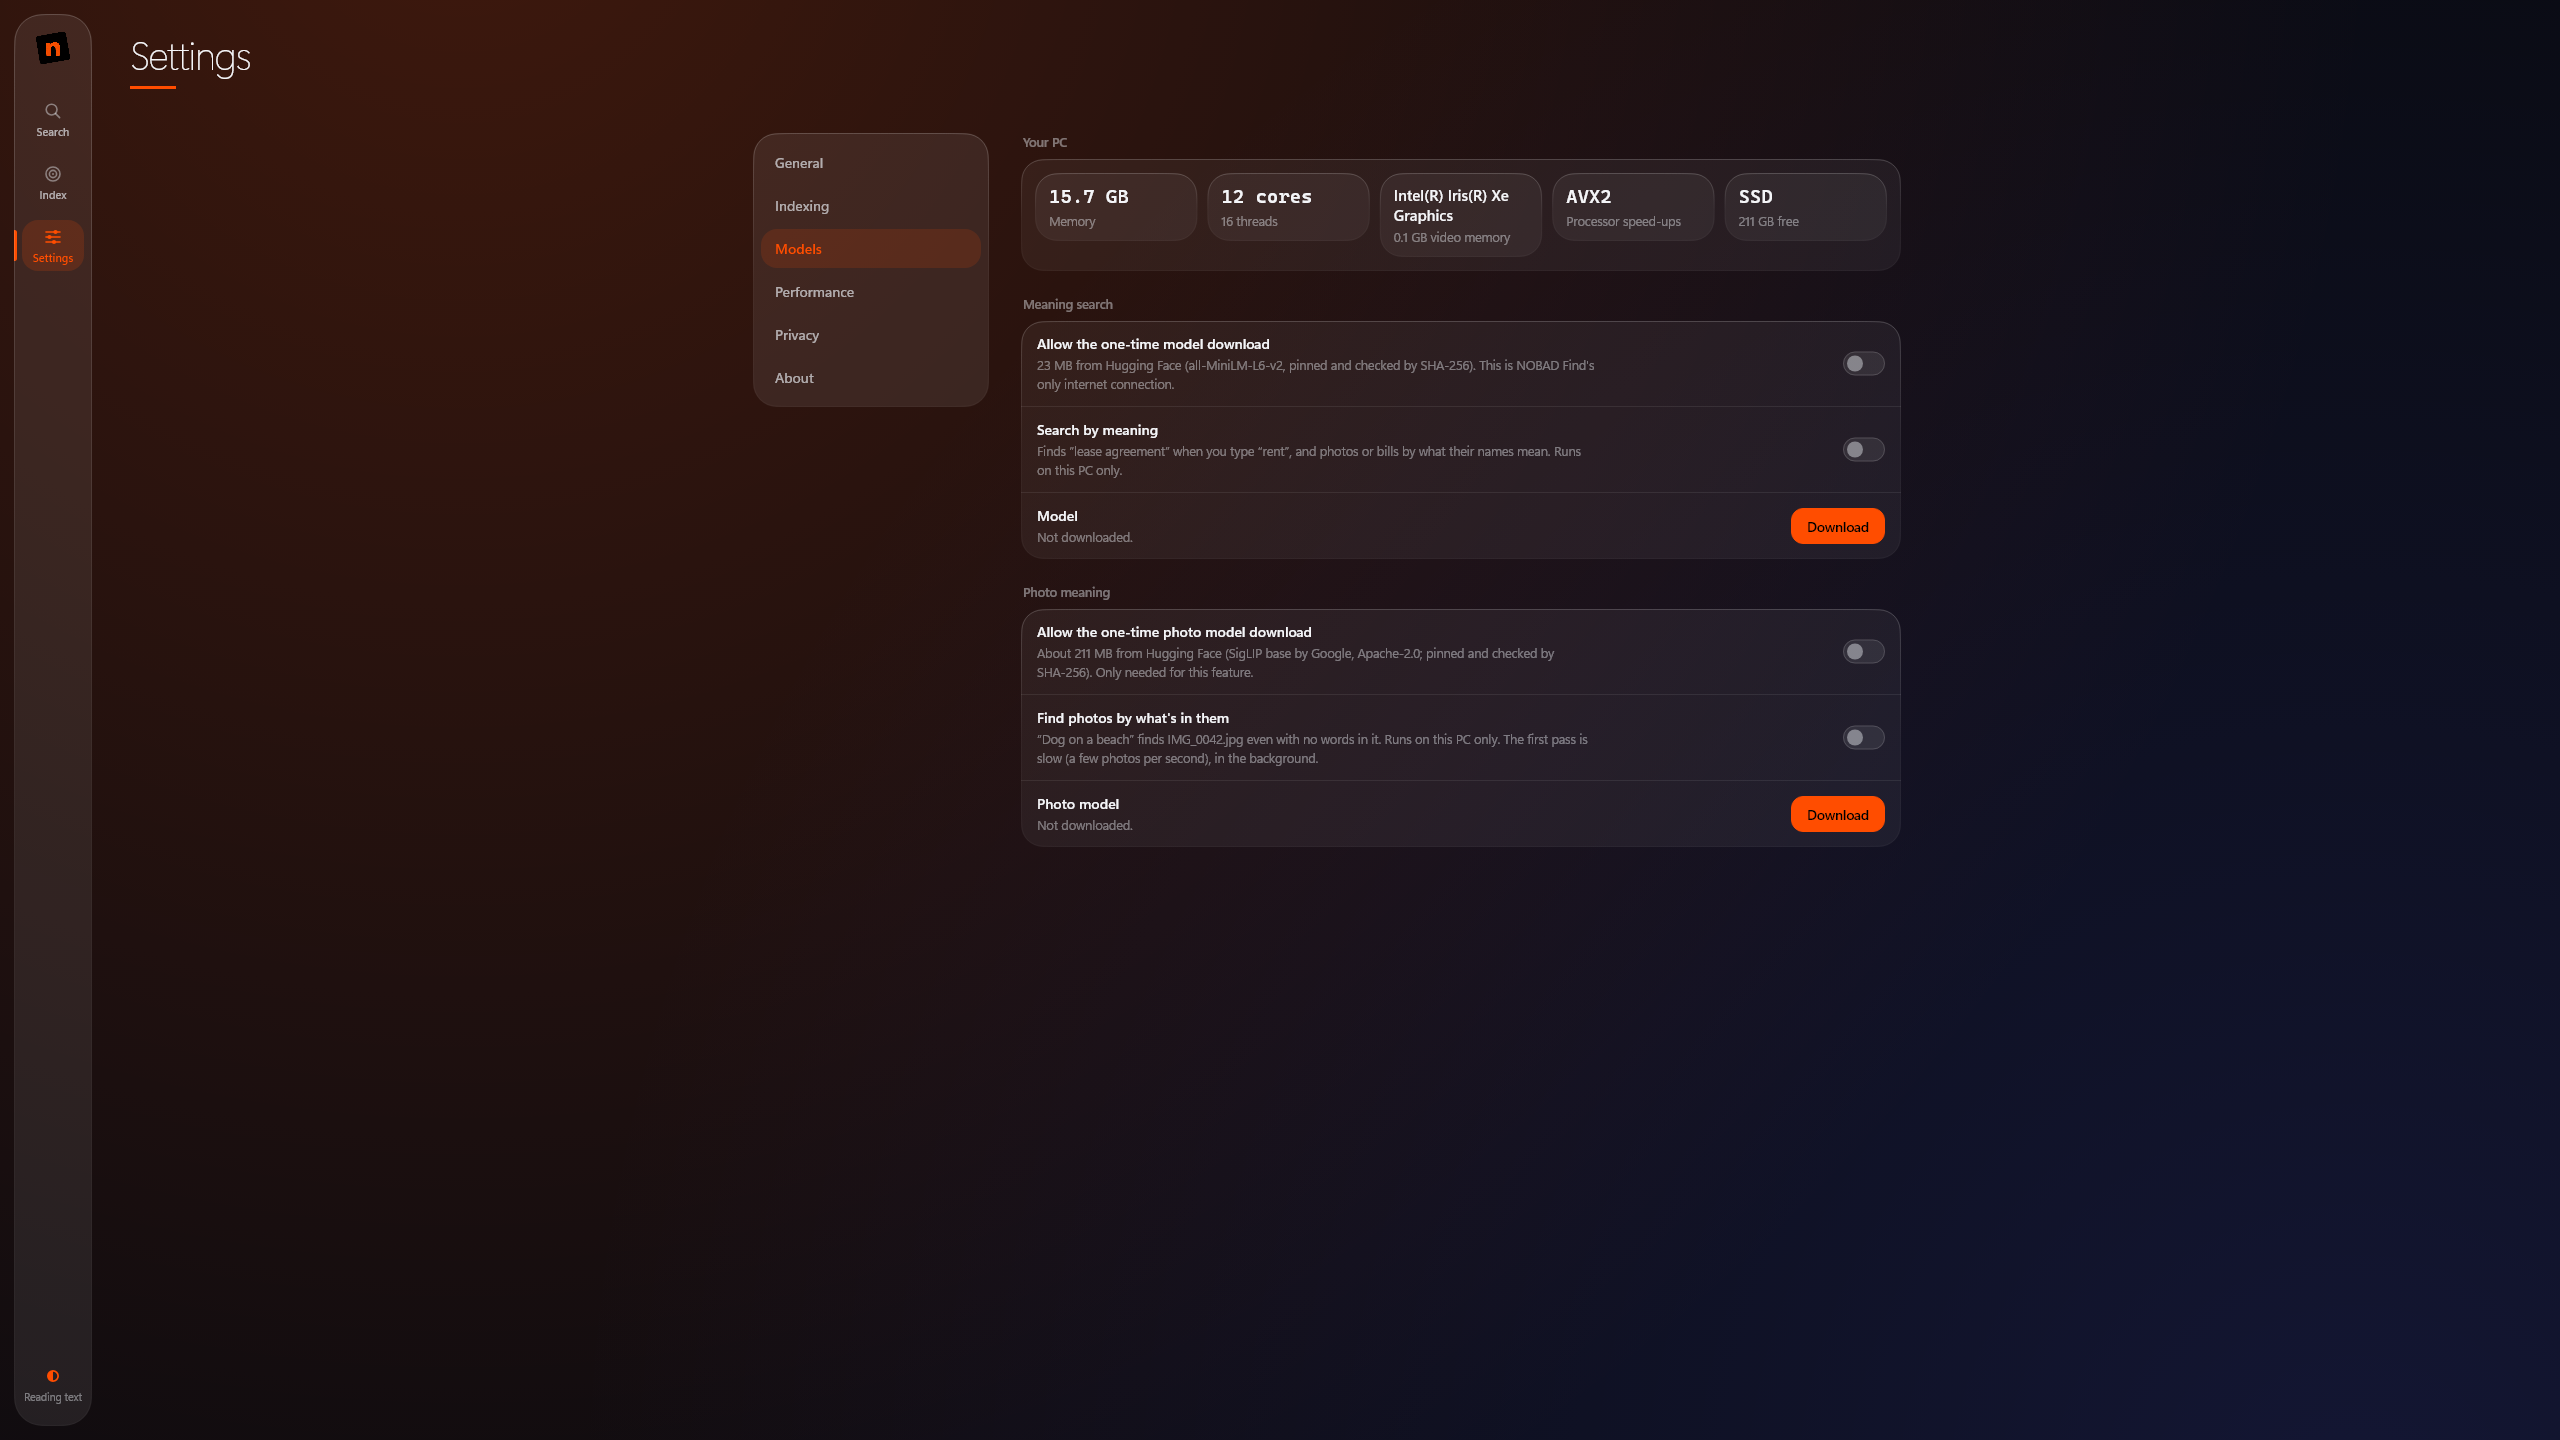 n
Settings
Search
Index
Settings
General
Indexing
Models
Performance
Privacy
About
Your PC
15.7 GB
Memory
12 cores
16 threads
Intel(R) Iris(R) Xe
Graphics
0.1 GB video memory
AVX2
Processor speed-ups
SSD
211 GB free
Meaning search
Allow the one-time model download
23 MB from Hugging Face (all-MiniLM-L6-v2, pinned and checked by SHA-256). This is NOBAD Find's
only internet connection.
Search by meaning
Finds “lease agreement” when you type “rent”, and photos or bills by what their names mean. Runs
on this PC only.
Model
Not downloaded.
Download
Photo meaning
Allow the one-time photo model download
About 211 MB from Hugging Face (SigLIP base by Google, Apache-2.0; pinned and checked by
SHA-256). Only needed for this feature.
Find photos by what's in them
“Dog on a beach” finds IMG_0042.jpg even with no words in it. Runs on this PC only. The first pass is
slow (a few photos per second), in the background.
Photo model
Not downloaded.
Download
Reading text